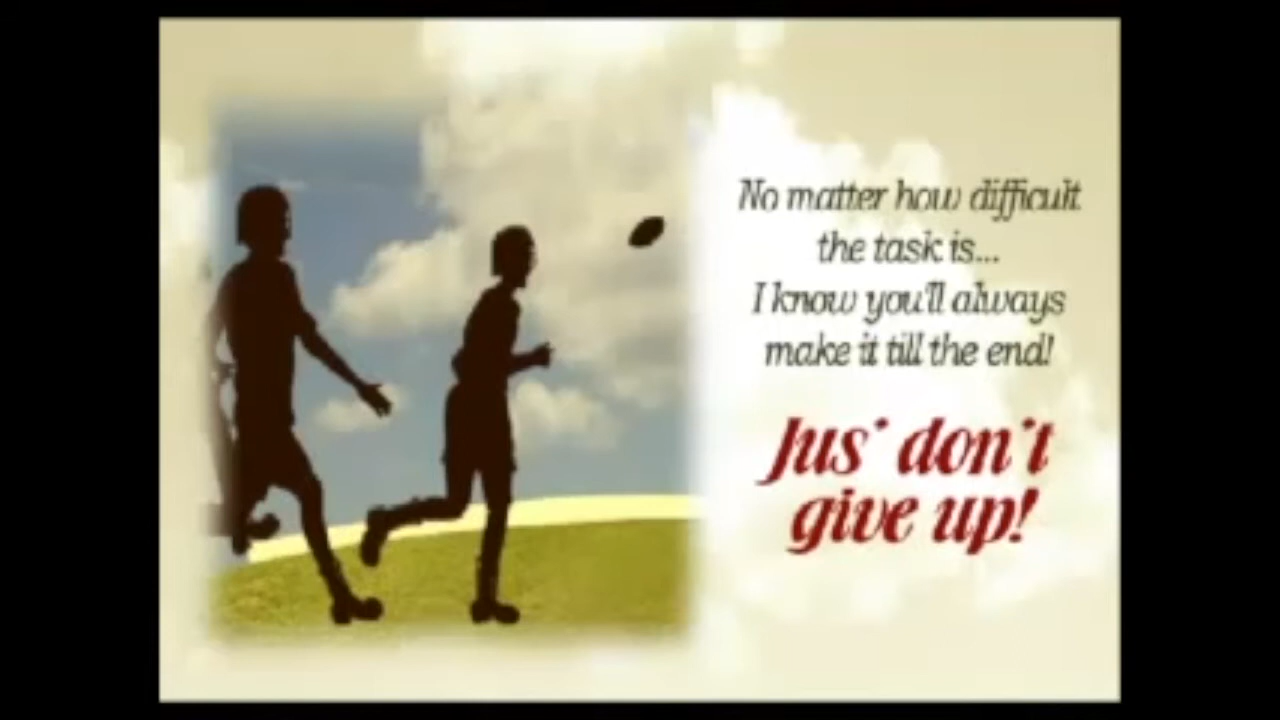 No matter how difficult
the task is...
I know you'll always
make it till the end!
Jus' don't
give up!